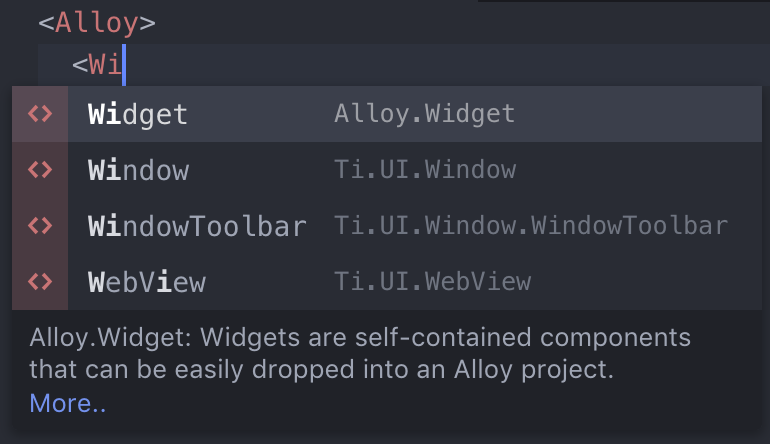 <Alloy>
<Wi
<> Widget Alloy.Widget
<> Window Ti.UI.Window
<> WindowToolbar Ti.UI.Window.WindowToolbar
<> WebView Ti.UI.WebView
Alloy.Widget: Widgets are self-contained components
that can be easily dropped into an Alloy project.
More..